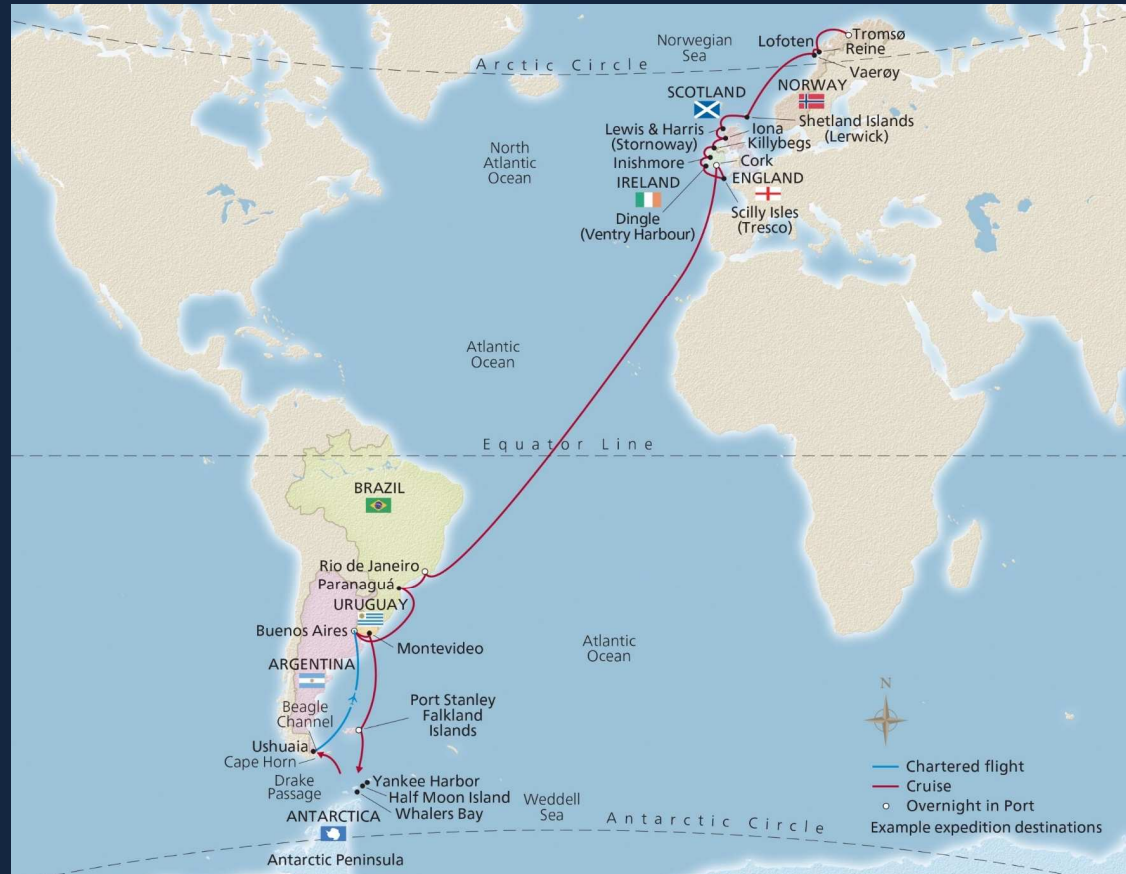 Norwegian
Sea
Arctic Circle
Lofoten
Tromsø
Reine
Vaerøy
NORWAY
SCOTLAND
Shetland Islands
(Lerwick)
Lewis & Harris
(Stornoway)
Iona
Killybegs
Inishmore
Cork
IRELAND
ENGLAND
Dingle
(Ventry Harbour)
Scilly Isles
(Tresco)
North
Atlantic
Ocean
Atlantic
Ocean
Equator Line
BRAZIL
Rio de Janeiro
Paranaguá
URUGUAY
Buenos Aires
Montevideo
ARGENTINA
Atlantic
Ocean
Beagle
Channel
Port Stanley
Falkland
Islands
Ushuaia
Cape Horn
Drake
Passage
Yankee Harbor
Half Moon Island
Whalers Bay
Weddell
Sea
ANTARCTICA
Antarctic Circle
Antarctic Peninsula
N
Chartered flight
Cruise
Overnight in Port
Example expedition destinations